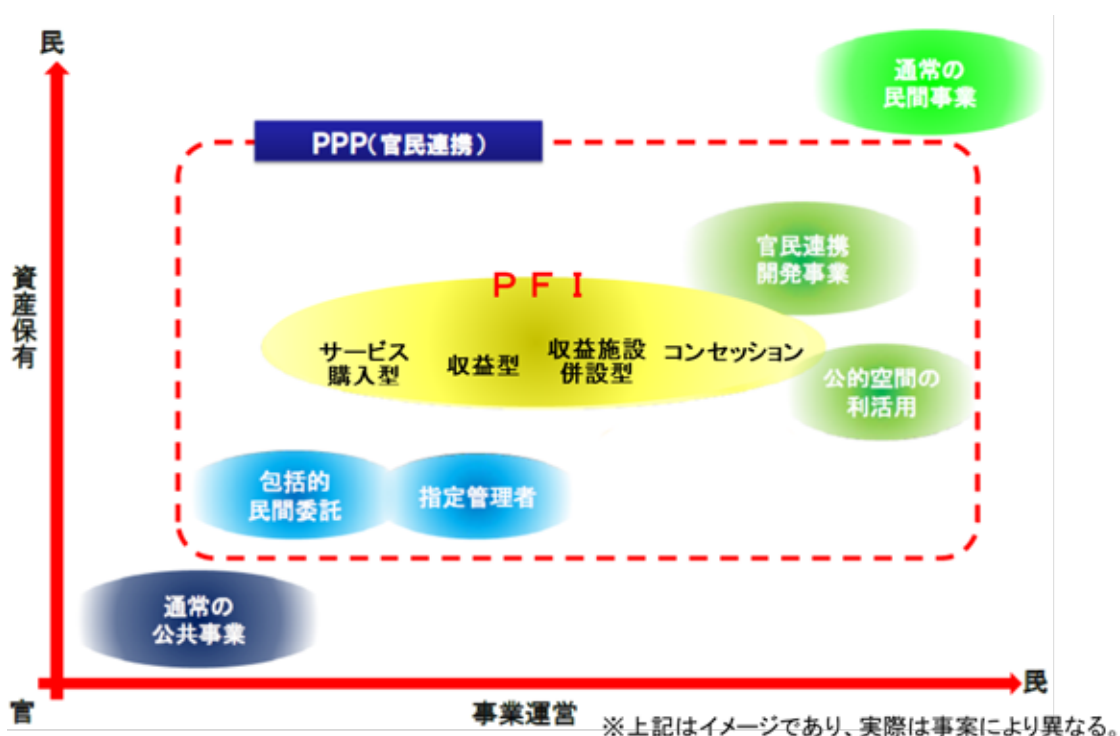 民
通常の
民間事業
PPP(官民連携)
官民連携
開発事業
PFI
資産保有
サービス
購入型
収益型
収益施設
併設型
コンセッション
公的空間の
利活用
包括的
民間委託
指定管理者
通常の
公共事業
官
事業運営
民
※上記はイメージであり、実際は事案により異なる。